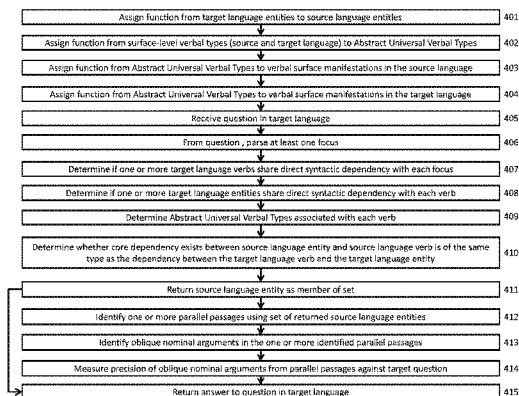 Assign function from target language entities to source language entities 401
Assign function from surface-level verbal types (source and target language) to Abstract Universal Verbal Types 402
Assign function from Abstract Universal Verbal Types to verbal surface manifestations in the source language 403
Assign function from Abstract Universal Verbal Types to verbal surface manifestations in the target language 404
Receive question in target language 405
From question , parse at least one focus 406
Determine if one or more target language verbs share direct syntactic dependency with each focus 407
Determine if one or more target language entities share direct syntactic dependency with each verb 408
Determine Abstract Universal Verbal Types associated with each verb 409
Determine whether core dependency exists between source language entity and source language verb is of the same
type as the dependency between the target language verb and the target language entity 410
Return source language entity as member of set 411
Identify one or more parallel passages using set of returned source language entities 412
Identify oblique nominal arguments in the one or more identified parallel passages 413
Measure precision of oblique nominal arguments from parallel passages against target question 414
Return answer to question in target language 415